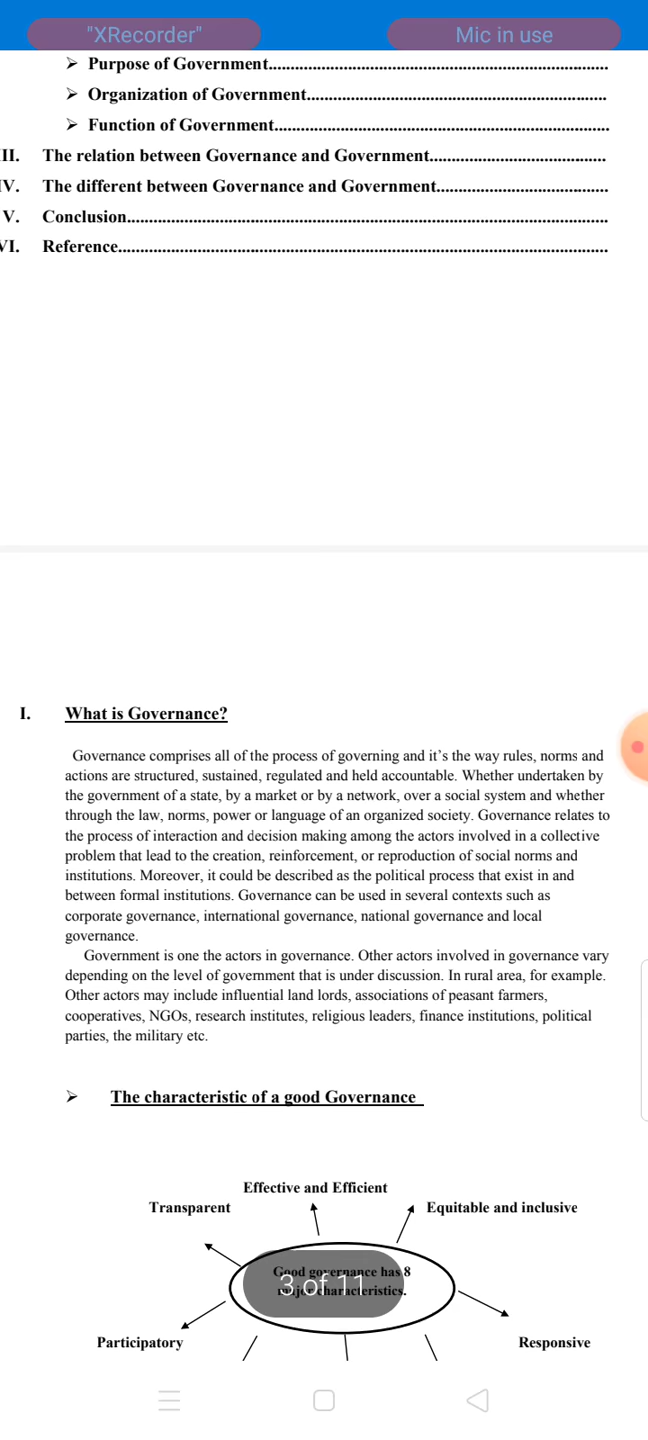 "XRecorder" Mic in use
➢ Purpose of Government..............................................................................
➢ Organization of Government.....................................................................
➢ Function of Government.............................................................................
II. The relation between Governance and Government........................................
V. The different between Governance and Government.......................................
V. Conclusion..............................................................................................................
VI. Reference................................................................................................................
I. What is Governance?
Governance comprises all of the process of governing and it’s the way rules, norms and
actions are structured, sustained, regulated and held accountable. Whether undertaken by
the government of a state, by a market or by a network, over a social system and whether
through the law, norms, power or language of an organized society. Governance relates to
the process of interaction and decision making among the actors involved in a collective
problem that lead to the creation, reinforcement, or reproduction of social norms and
institutions. Moreover, it could be described as the political process that exist in and
between formal institutions. Governance can be used in several contexts such as
corporate governance, international governance, national governance and local
governance.
Government is one the actors in governance. Other actors involved in governance vary
depending on the level of government that is under discussion. In rural area, for example.
Other actors may include influential land lords, associations of peasant farmers,
cooperatives, NGOs, research institutes, religious leaders, finance institutions, political
parties, the military etc.
➢ The characteristic of a good Governance
Effective and Efficient
Transparent Equitable and inclusive
Good governance has 8
major characteristics.
3 of 11
Participatory Responsive